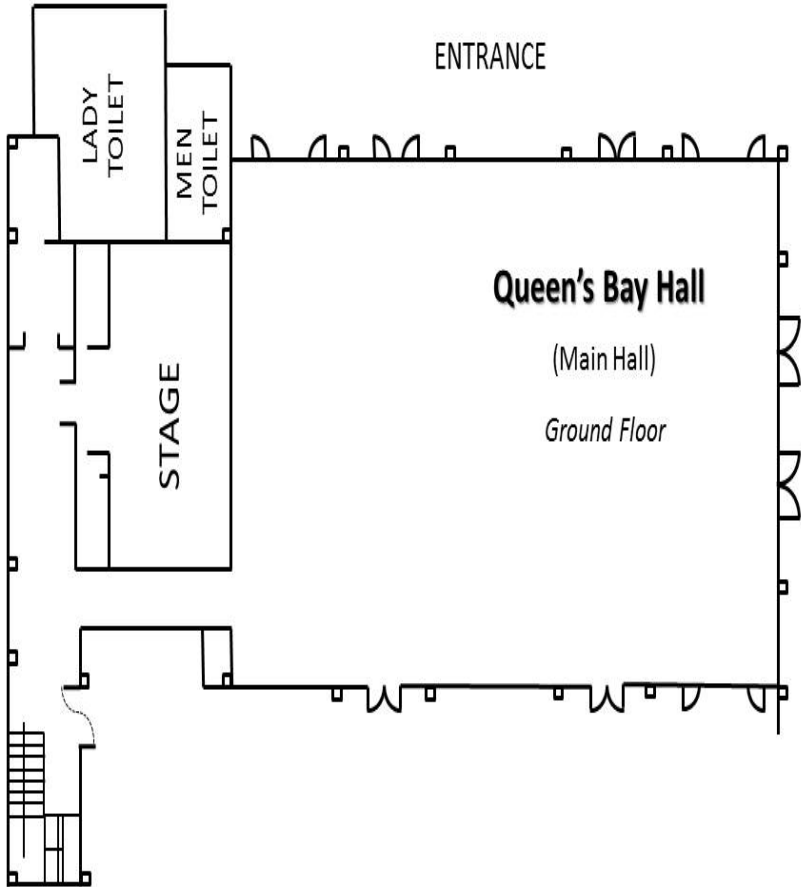 ENTRANCE
LADY
TOILET
MEN
TOILET
Queen's Bay Hall
(Main Hall)
Ground Floor
STAGE